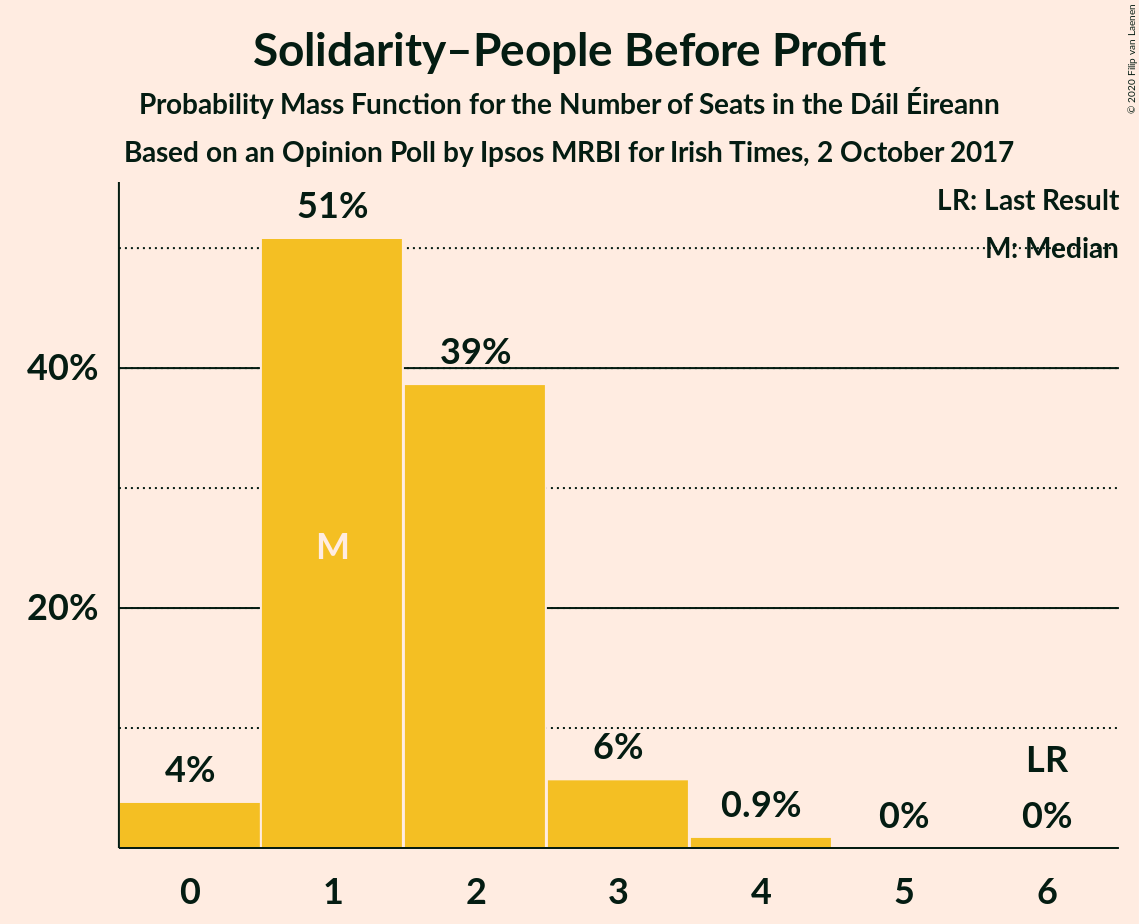 Solidarity–People Before Profit
Probability Mass Function for the Number of Seats in the Dáil Éireann
Based on an Opinion Poll by Ipsos MRBI for Irish Times, 2 October 2017
© 2020 Filip van Laenen
LR: Last Result
M: Median
51%
39%
40%
M
20%
4%
6%
0.9%
0%
LR
0%
0 1 2 3 4 5 6